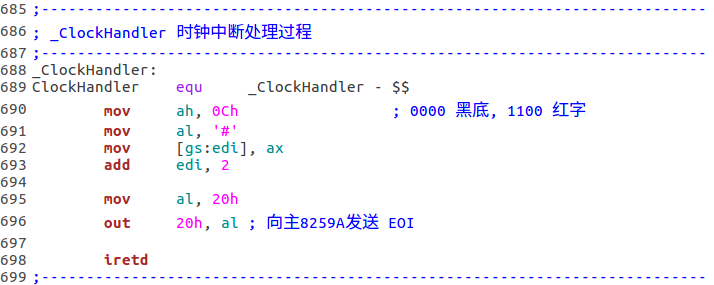 685 ;--------------------------------------------------------------------------
686 ; _ClockHandler 时钟中断处理过程
687 ;--------------------------------------------------------------------------
688 _ClockHandler:
689 ClockHandler    equ     _ClockHandler - $$
690         mov     ah, 0Ch                 ; 0000 黑底, 1100 红字
691         mov     al, '#'
692         mov     [gs:edi], ax
693         add     edi, 2
694
695         mov     al, 20h
696         out     20h, al ; 向主8259A发送 EOI
697
698         iretd
699 ;--------------------------------------------------------------------------